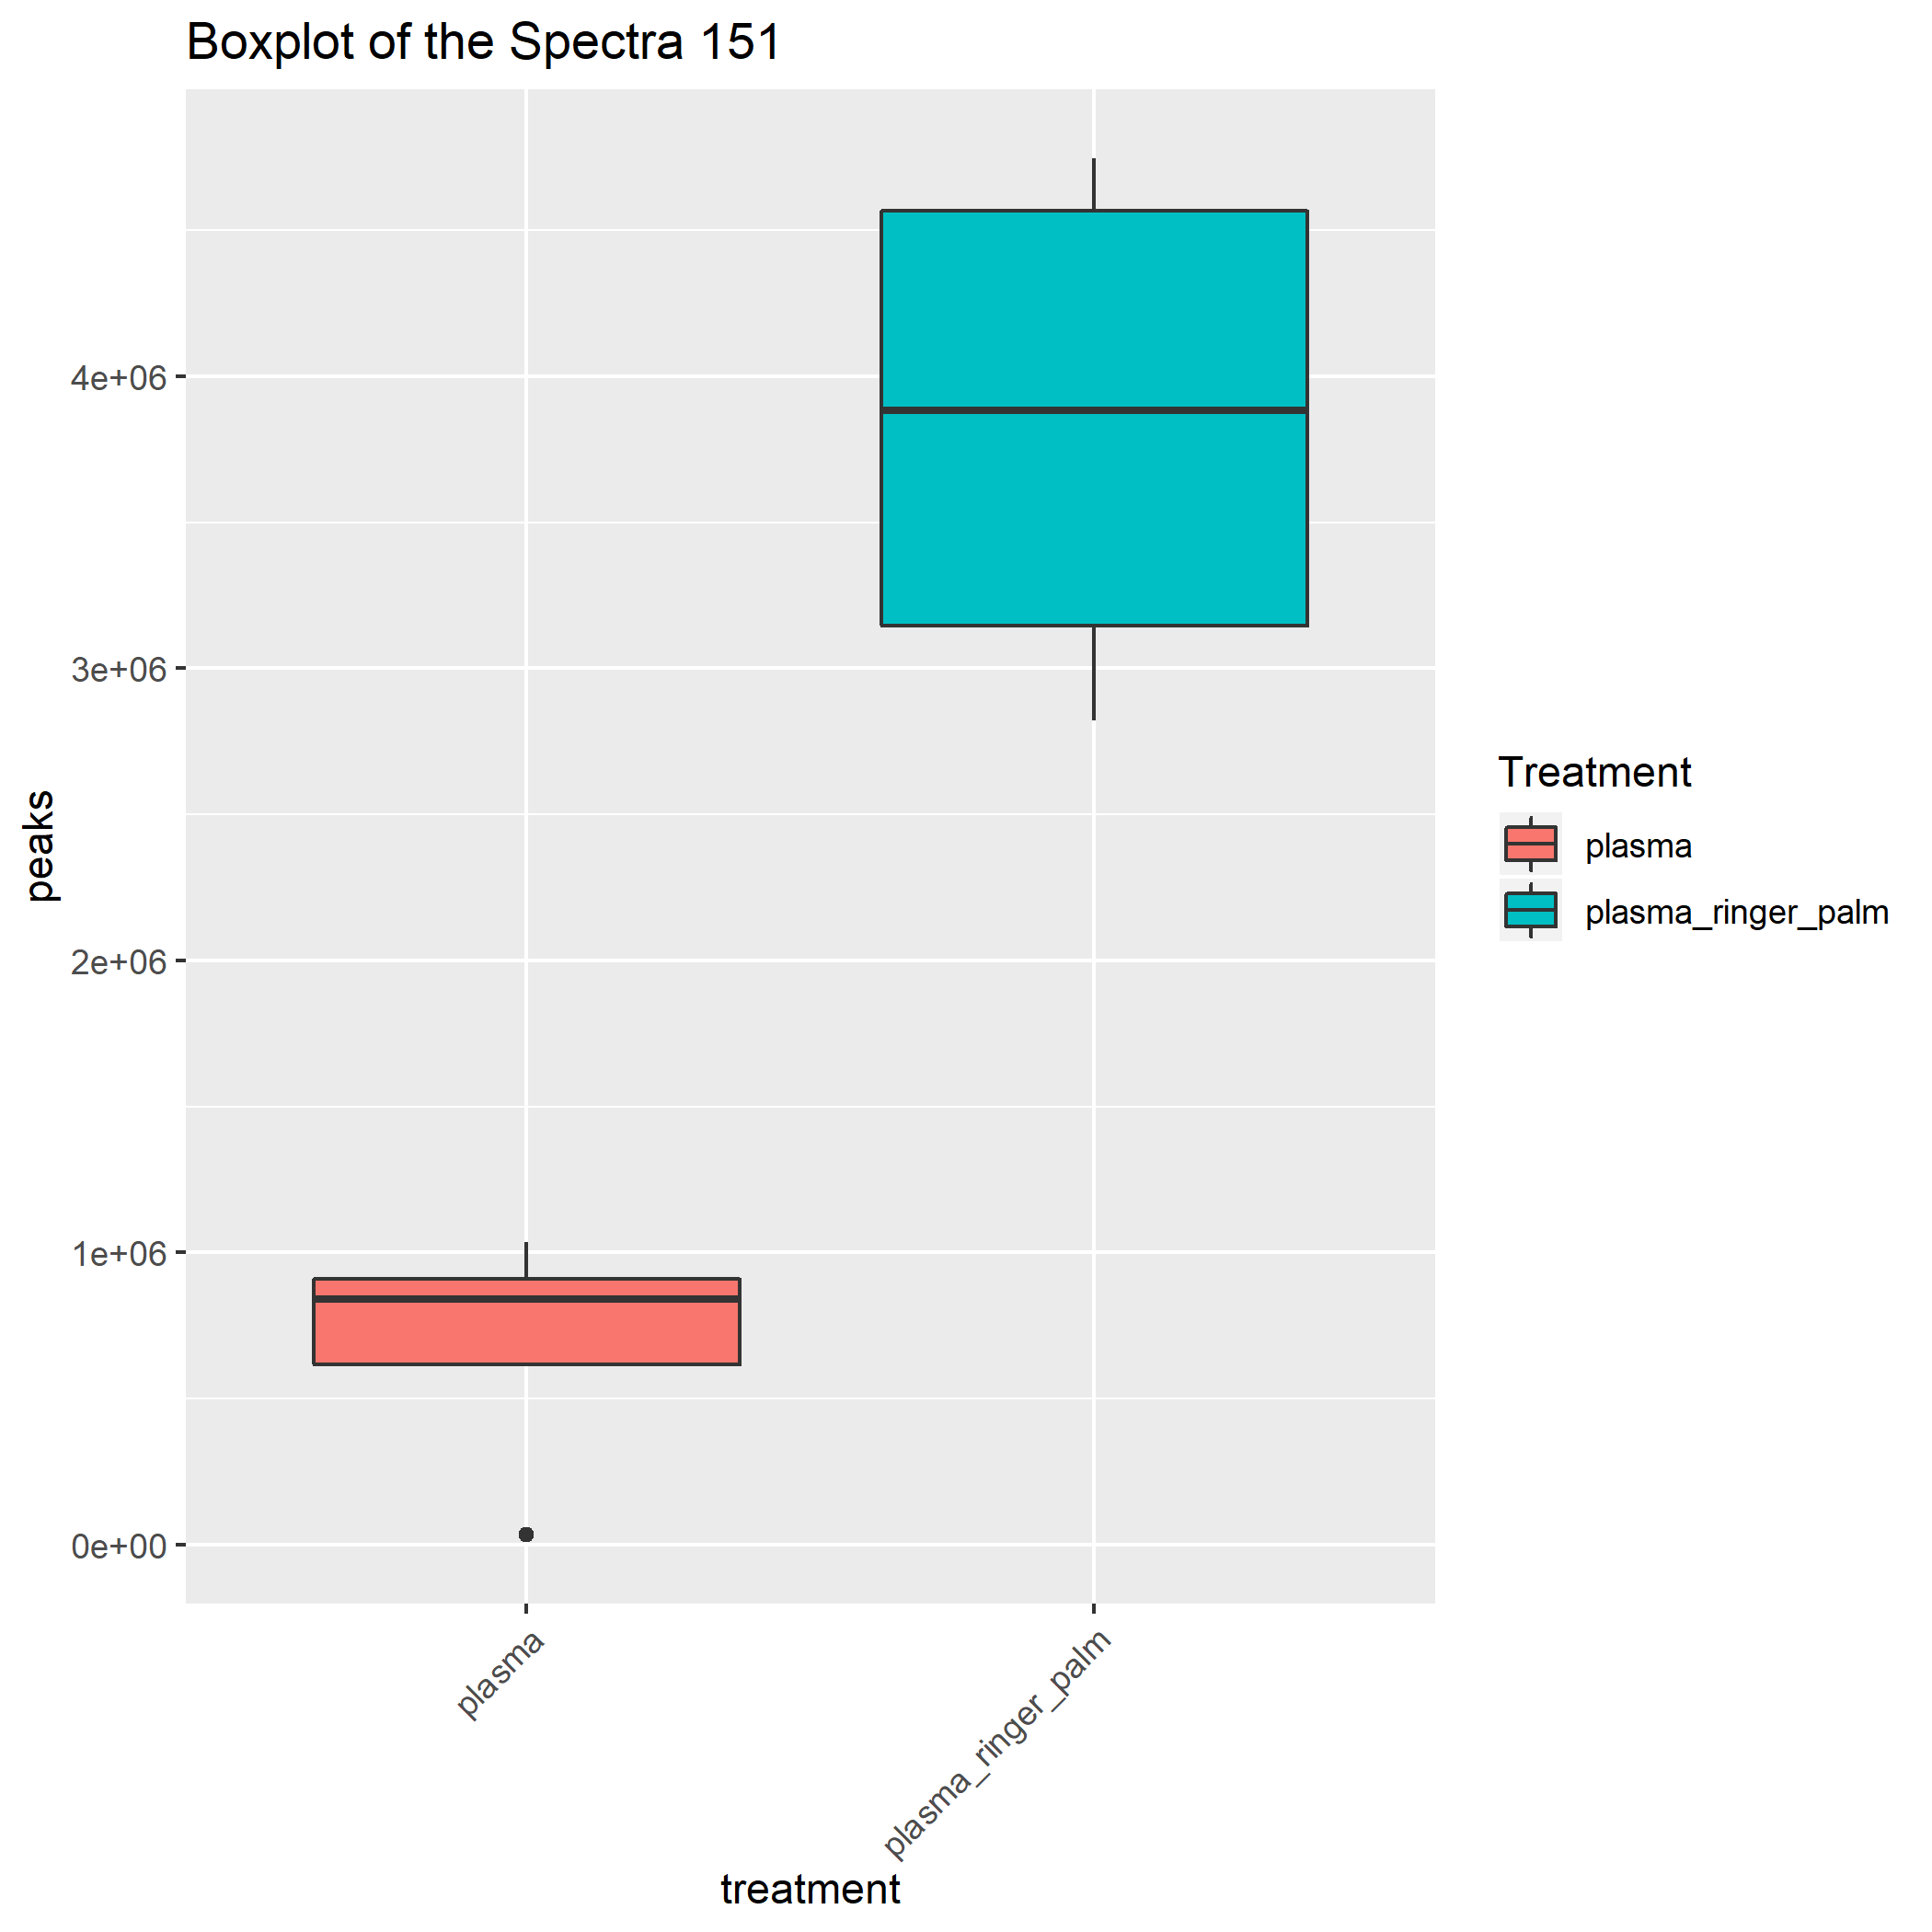 Boxplot of the Spectra 151
peaks
4e+06
3e+06
2e+06
1e+06
0e+00
plasma
plasma_ringer_palm
treatment
Treatment
plasma
plasma_ringer_palm